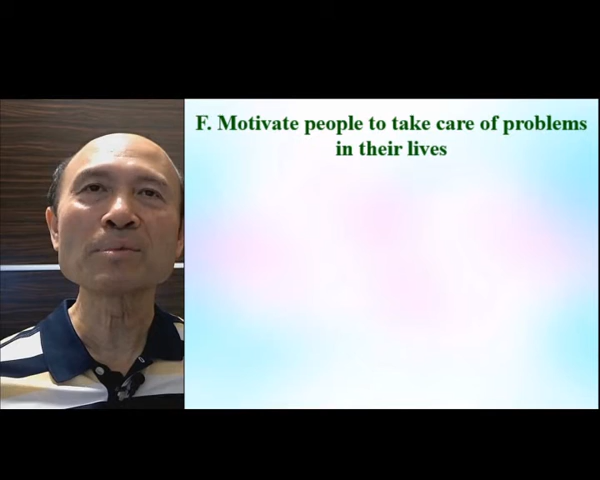 F. Motivate people to take care of problems
in their lives